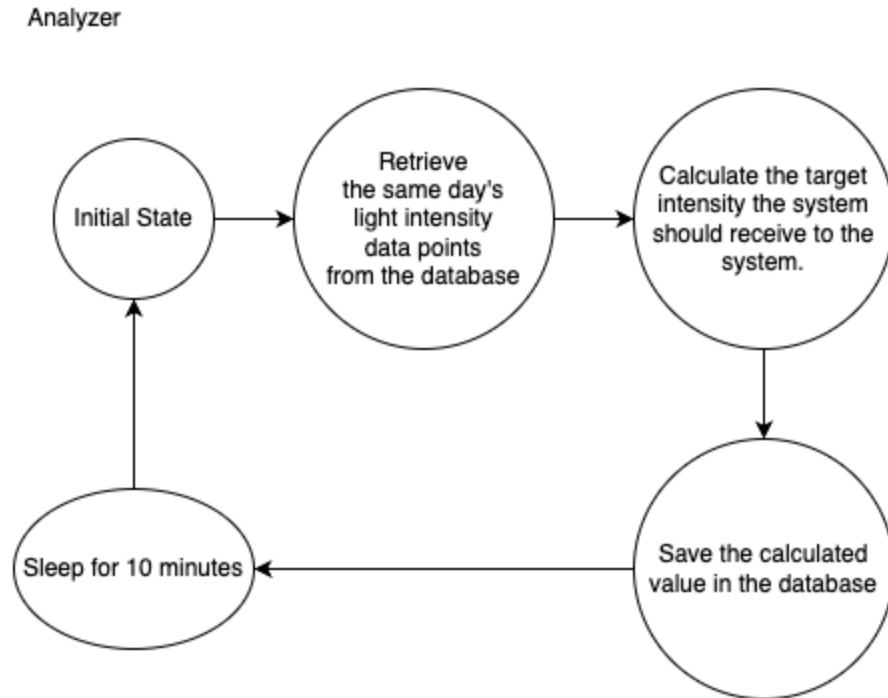 Analyzer
Initial State
Retrieve
the same day's
light intensity
data points
from the database
Calculate the target
intensity the system
should receive to the
system.
Save the calculated
value in the database
Sleep for 10 minutes